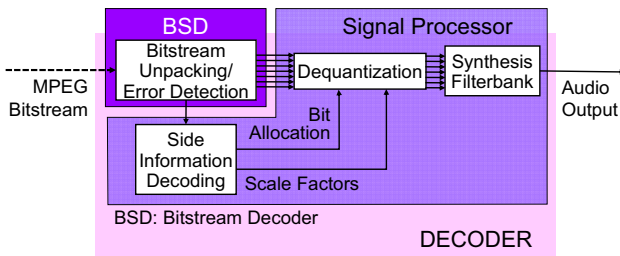 BSD
Signal Processor
Bitstream
Unpacking/
Error Detection
Dequantization
Synthesis
Filterbank
MPEG
Bitstream
Audio
Output
Bit
Allocation
Side
Information
Decoding
Scale Factors
BSD: Bitstream Decoder
DECODER